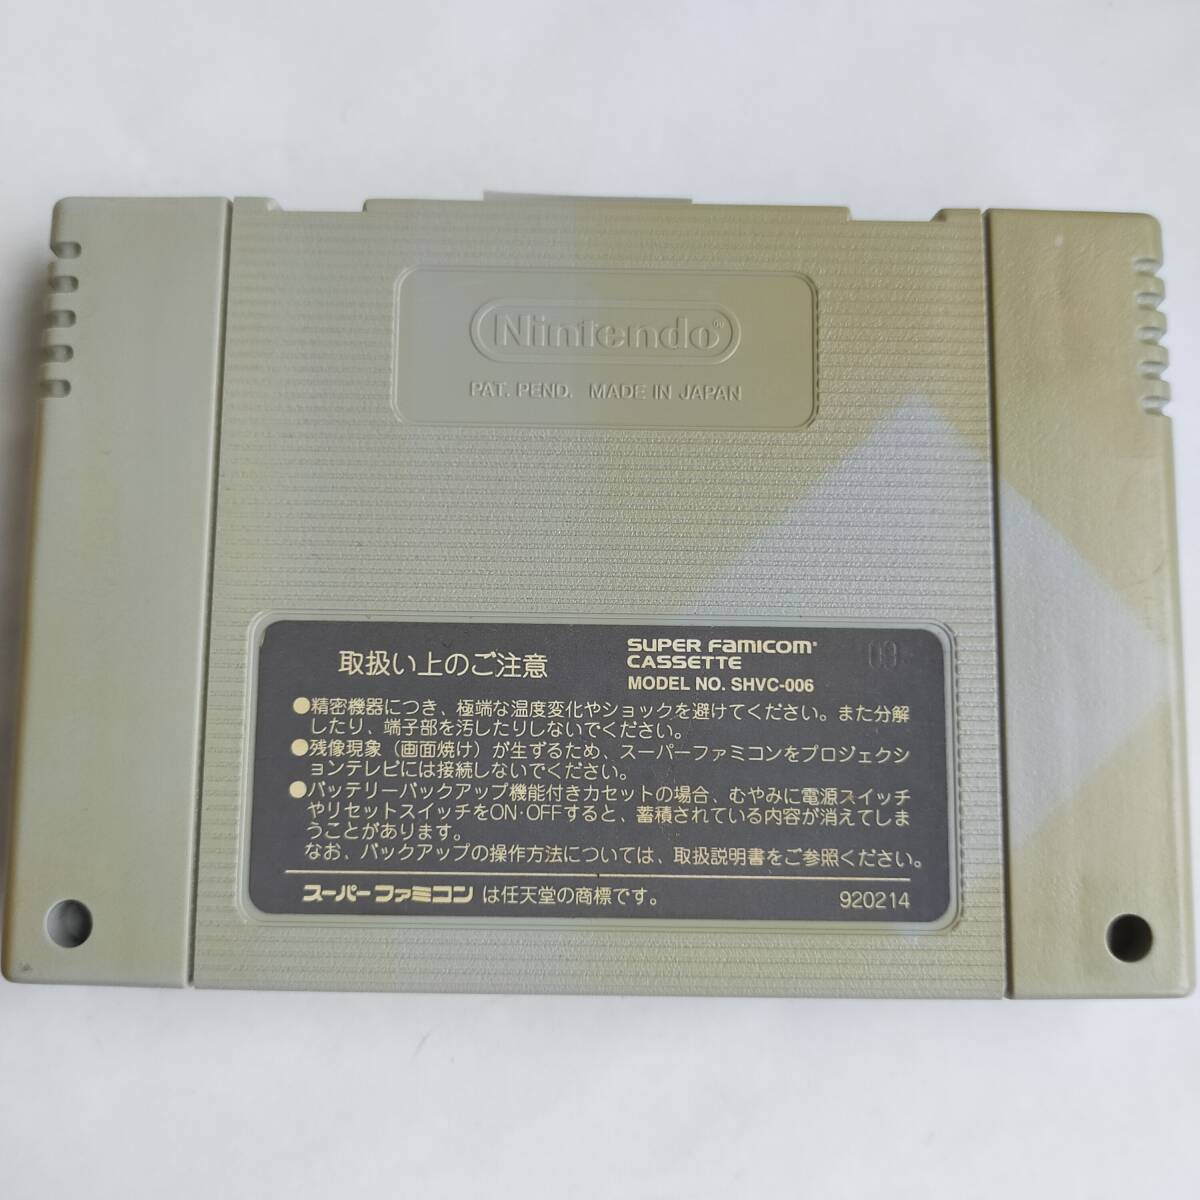 Nintendo
PAT. PEND. MADE IN JAPAN
取扱い上のご注意
SUPER FAMICOM
CASSETTE
MODEL NO. SHVC-006
09
●精密機器につき、極端な温度変化やショックを避けてください。また分解
したり、端子部を汚したりしないでください。
●残像現象（画面焼け）が生ずるため、スーパーファミコンをプロジェクシ
ョンテレビには接続しないでください。
●バッテリーバックアップ機能付きカセットの場合、むやみに電源スイッチ
やリセットスイッチをON·OFFすると、蓄積されている内容が消えてしま
うことがあります。
なお、バックアップの操作方法については、取扱説明書をご参照ください。
スーパーファミコン は任天堂の商標です。
920214